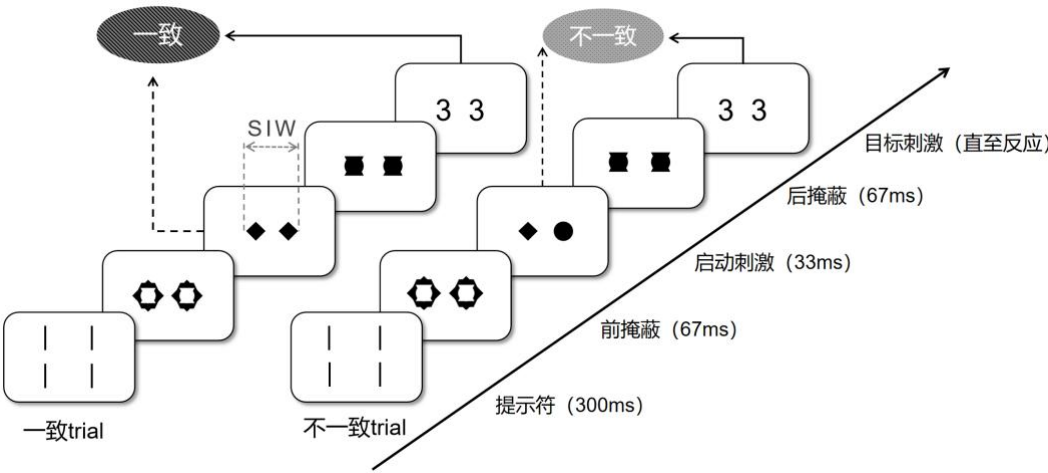 一致
不一致
3 3
3 3
SIW
目标刺激（直至反应）
后掩蔽（67ms）
启动刺激（33ms）
前掩蔽（67ms）
提示符（300ms）
一致trial
不一致trial